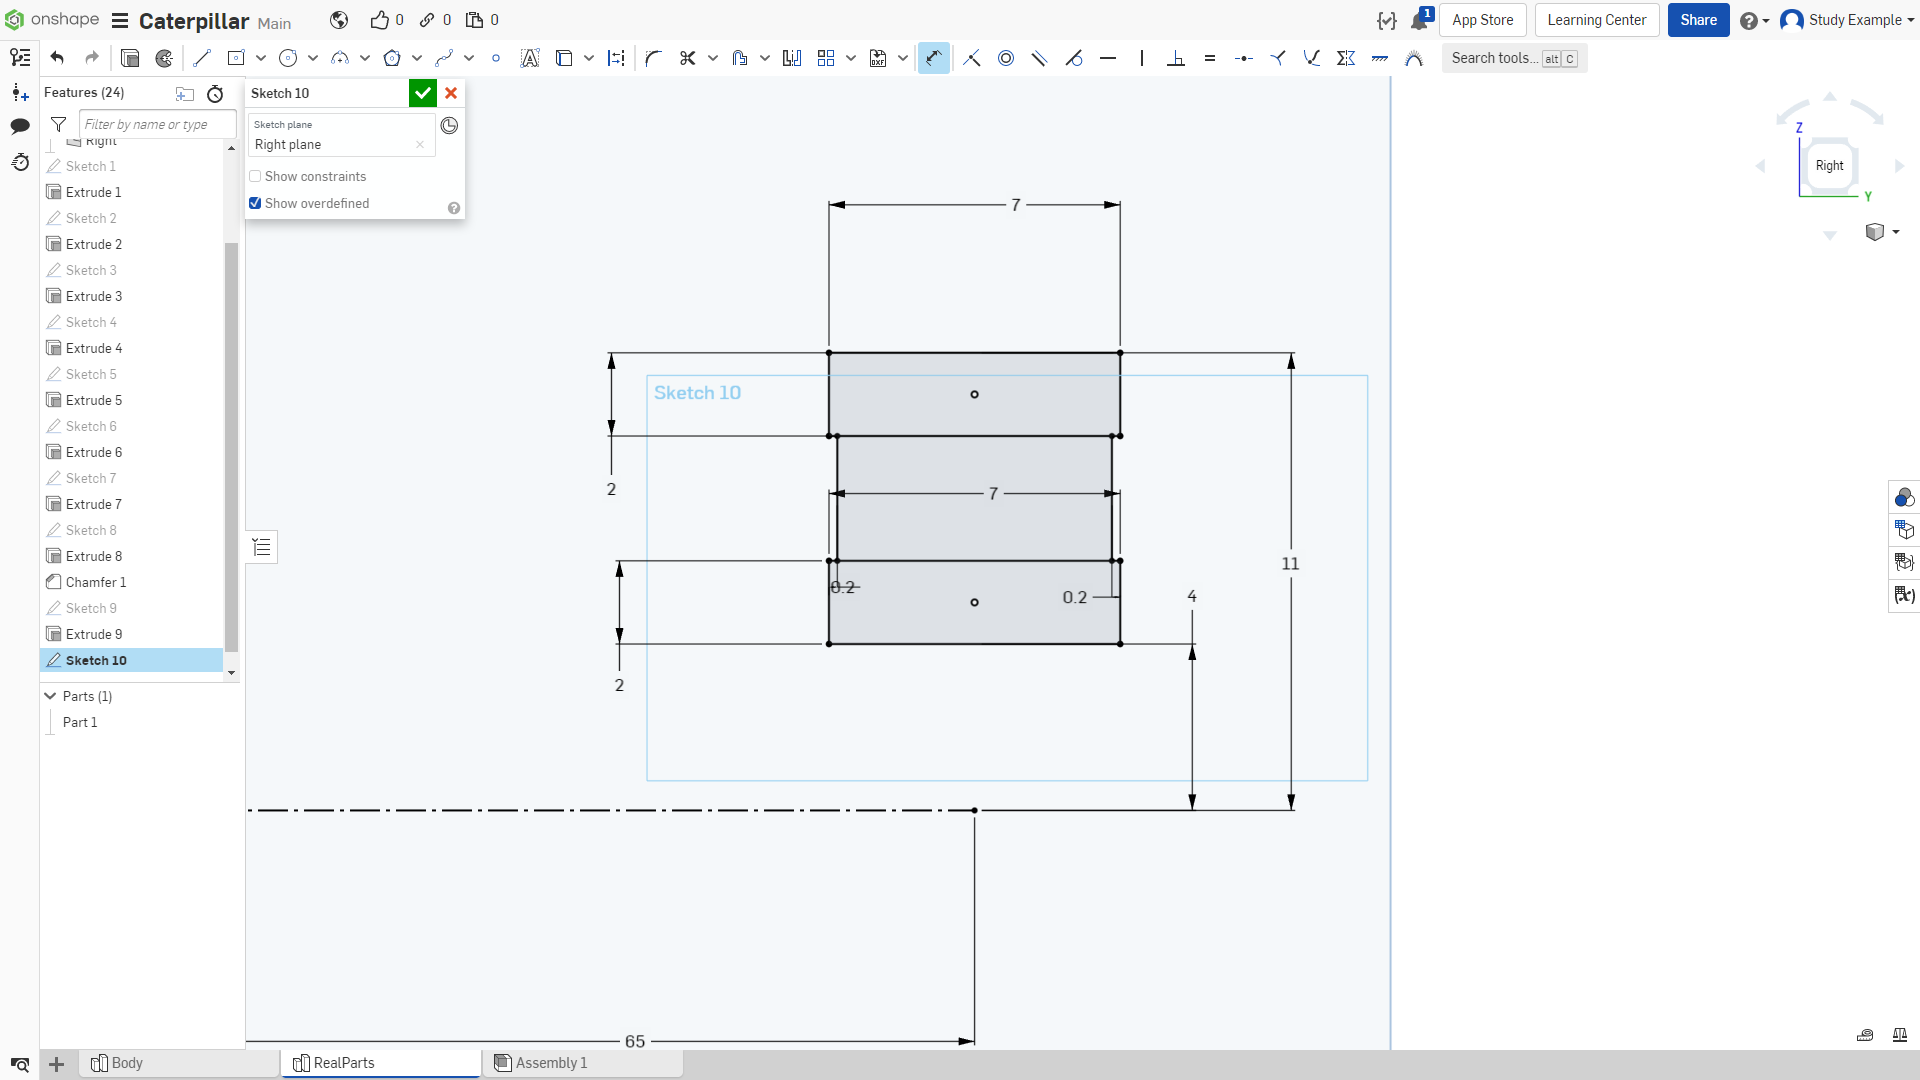 onshape Caterpillar Main 0 0 0 1 App Store Learning Center Share Study Example
Search tools... alt C
Features (24)
Filter by name or type
Right
Sketch 1
Extrude 1
Sketch 2
Extrude 2
Sketch 3
Extrude 3
Sketch 4
Extrude 4
Sketch 5
Extrude 5
Sketch 6
Extrude 6
Sketch 7
Extrude 7
Sketch 8
Extrude 8
Chamfer 1
Sketch 9
Extrude 9
Sketch 10
Parts (1)
Part 1
Sketch 10
Sketch plane
Right plane
Show constraints
Show overdefined
Z
Right
Y
7
Sketch 10
2
7
11
0.2
0.2
4
2
65
Body
RealParts
Assembly 1